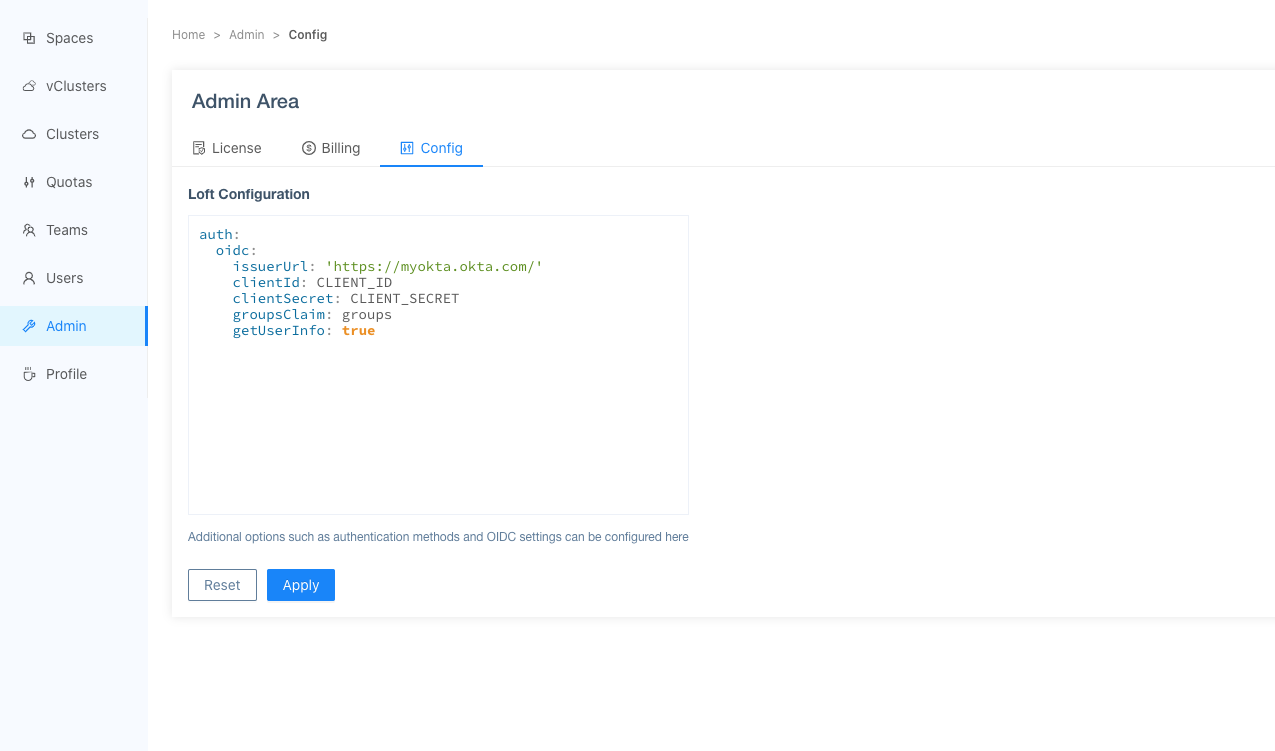 Spaces
vClusters
Clusters
Quotas
Teams
Users
Admin
Profile
Home > Admin > Config
Admin Area
License Billing Config
Loft Configuration
auth:
  oidc:
    issuerUrl: 'https://myokta.okta.com/'
    clientId: CLIENT_ID
    clientSecret: CLIENT_SECRET
    groupsClaim: groups
    getUserInfo: true
Additional options such as authentication methods and OIDC settings can be configured here
Reset Apply